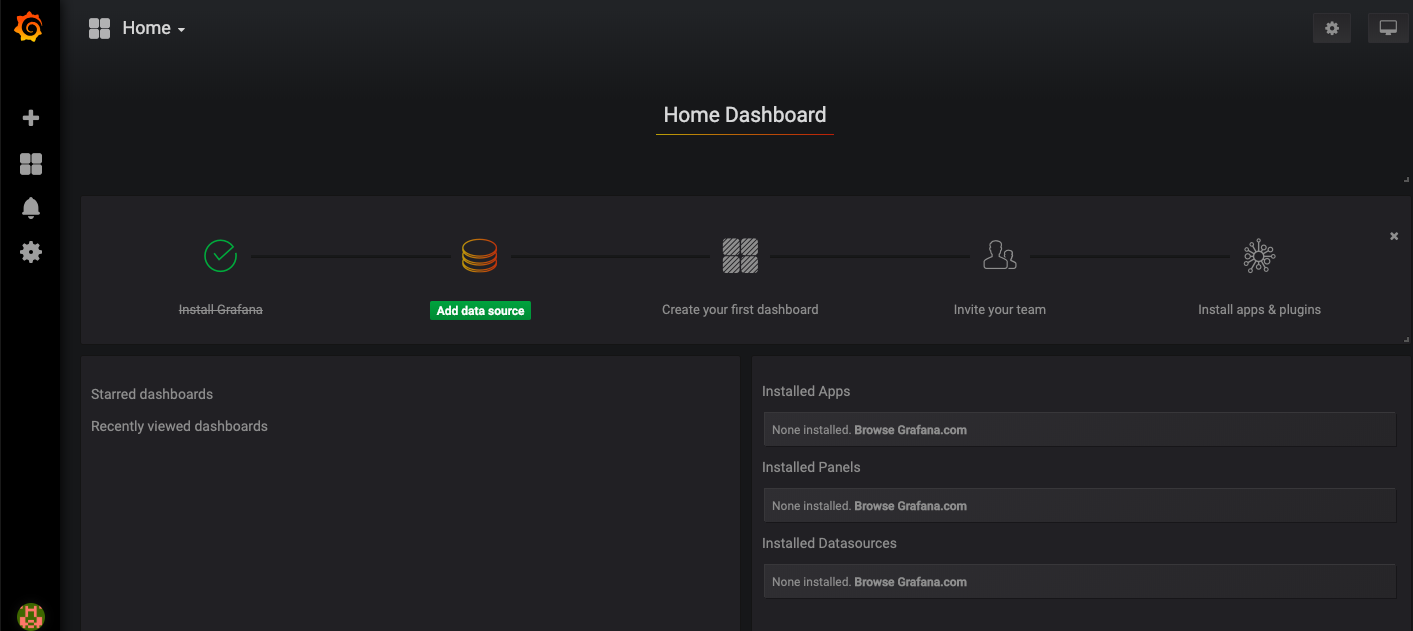 Home
Home Dashboard
Install Grafana
Add data source
Create your first dashboard
Invite your team
Install apps & plugins
Starred dashboards
Recently viewed dashboards
Installed Apps
None installed. Browse Grafana.com
Installed Panels
None installed. Browse Grafana.com
Installed Datasources
None installed. Browse Grafana.com